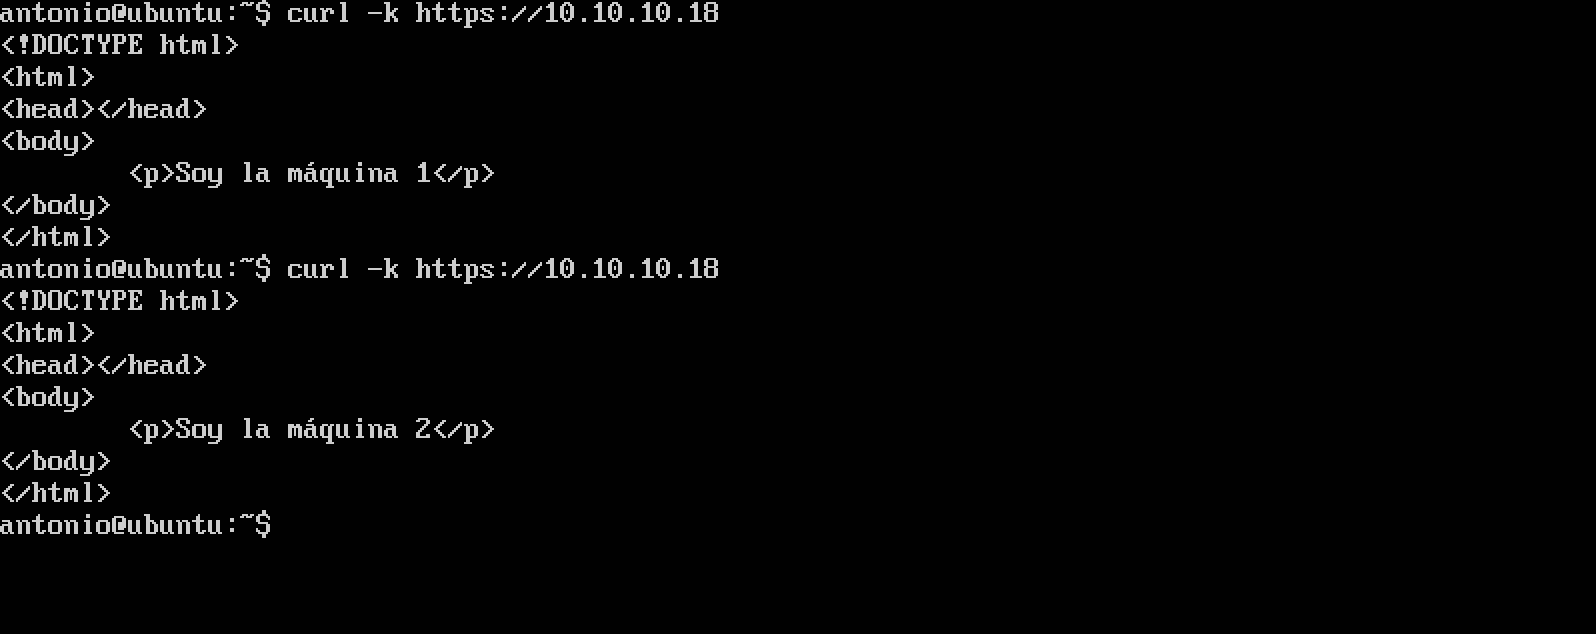 antonio@ubuntu:~$ curl -k https://10.10.10.18
<!DOCTYPE html>
<html>
<head></head>
<body>
        <p>Soy la máquina 1</p>
</body>
</html>
antonio@ubuntu:~$ curl -k https://10.10.10.18
<!DOCTYPE html>
<html>
<head></head>
<body>
        <p>Soy la máquina 2</p>
</body>
</html>
antonio@ubuntu:~$